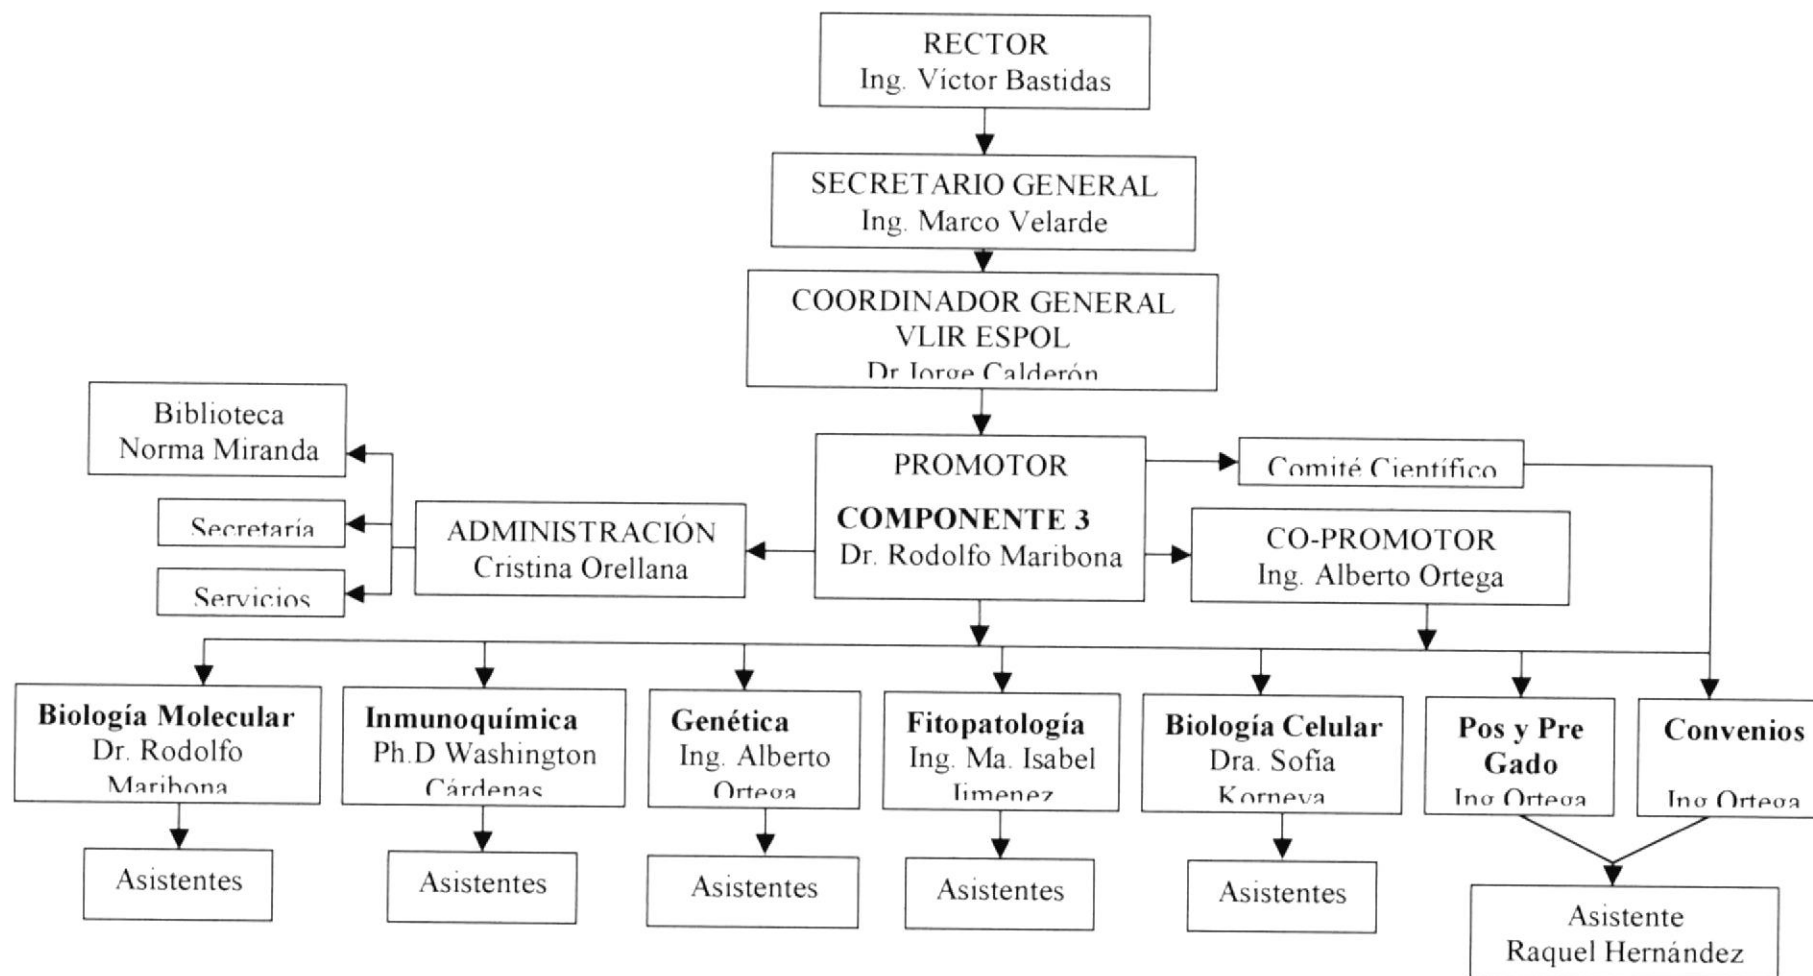 RECTOR
Ing. Víctor Bastidas
SECRETARIO GENERAL
Ing. Marco Velarde
COORDINADOR GENERAL
VLIR ESPOL
Dr Jorge Calderón
Biblioteca
Norma Miranda
Secretaría
Servicios
ADMINISTRACIÓN
Cristina Orellana
PROMOTOR
COMPONENTE 3
Dr. Rodolfo Maribona
Comité Científico
CO-PROMOTOR
Ing. Alberto Ortega
Biología Molecular
Dr. Rodolfo
Maribona
Inmunoquímica
Ph.D Washington
Cárdenas
Genética
Ing. Alberto
Ortega
Fitopatología
Ing. Ma. Isabel
Jimenez
Biología Celular
Dra. Sofía
Korneva
Pos y Pre
Gado
Ing Ortega
Convenios
Ing Ortega
Asistentes
Asistentes
Asistentes
Asistentes
Asistentes
Asistente
Raquel Hernández